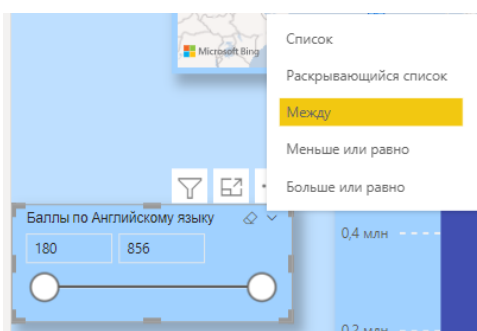 Microsoft Bing
Список
Раскрывающийся список
Между
Меньше или равно
Больше или равно
Баллы по Английскому языку
180 856
0,4 млн
0,2 млн